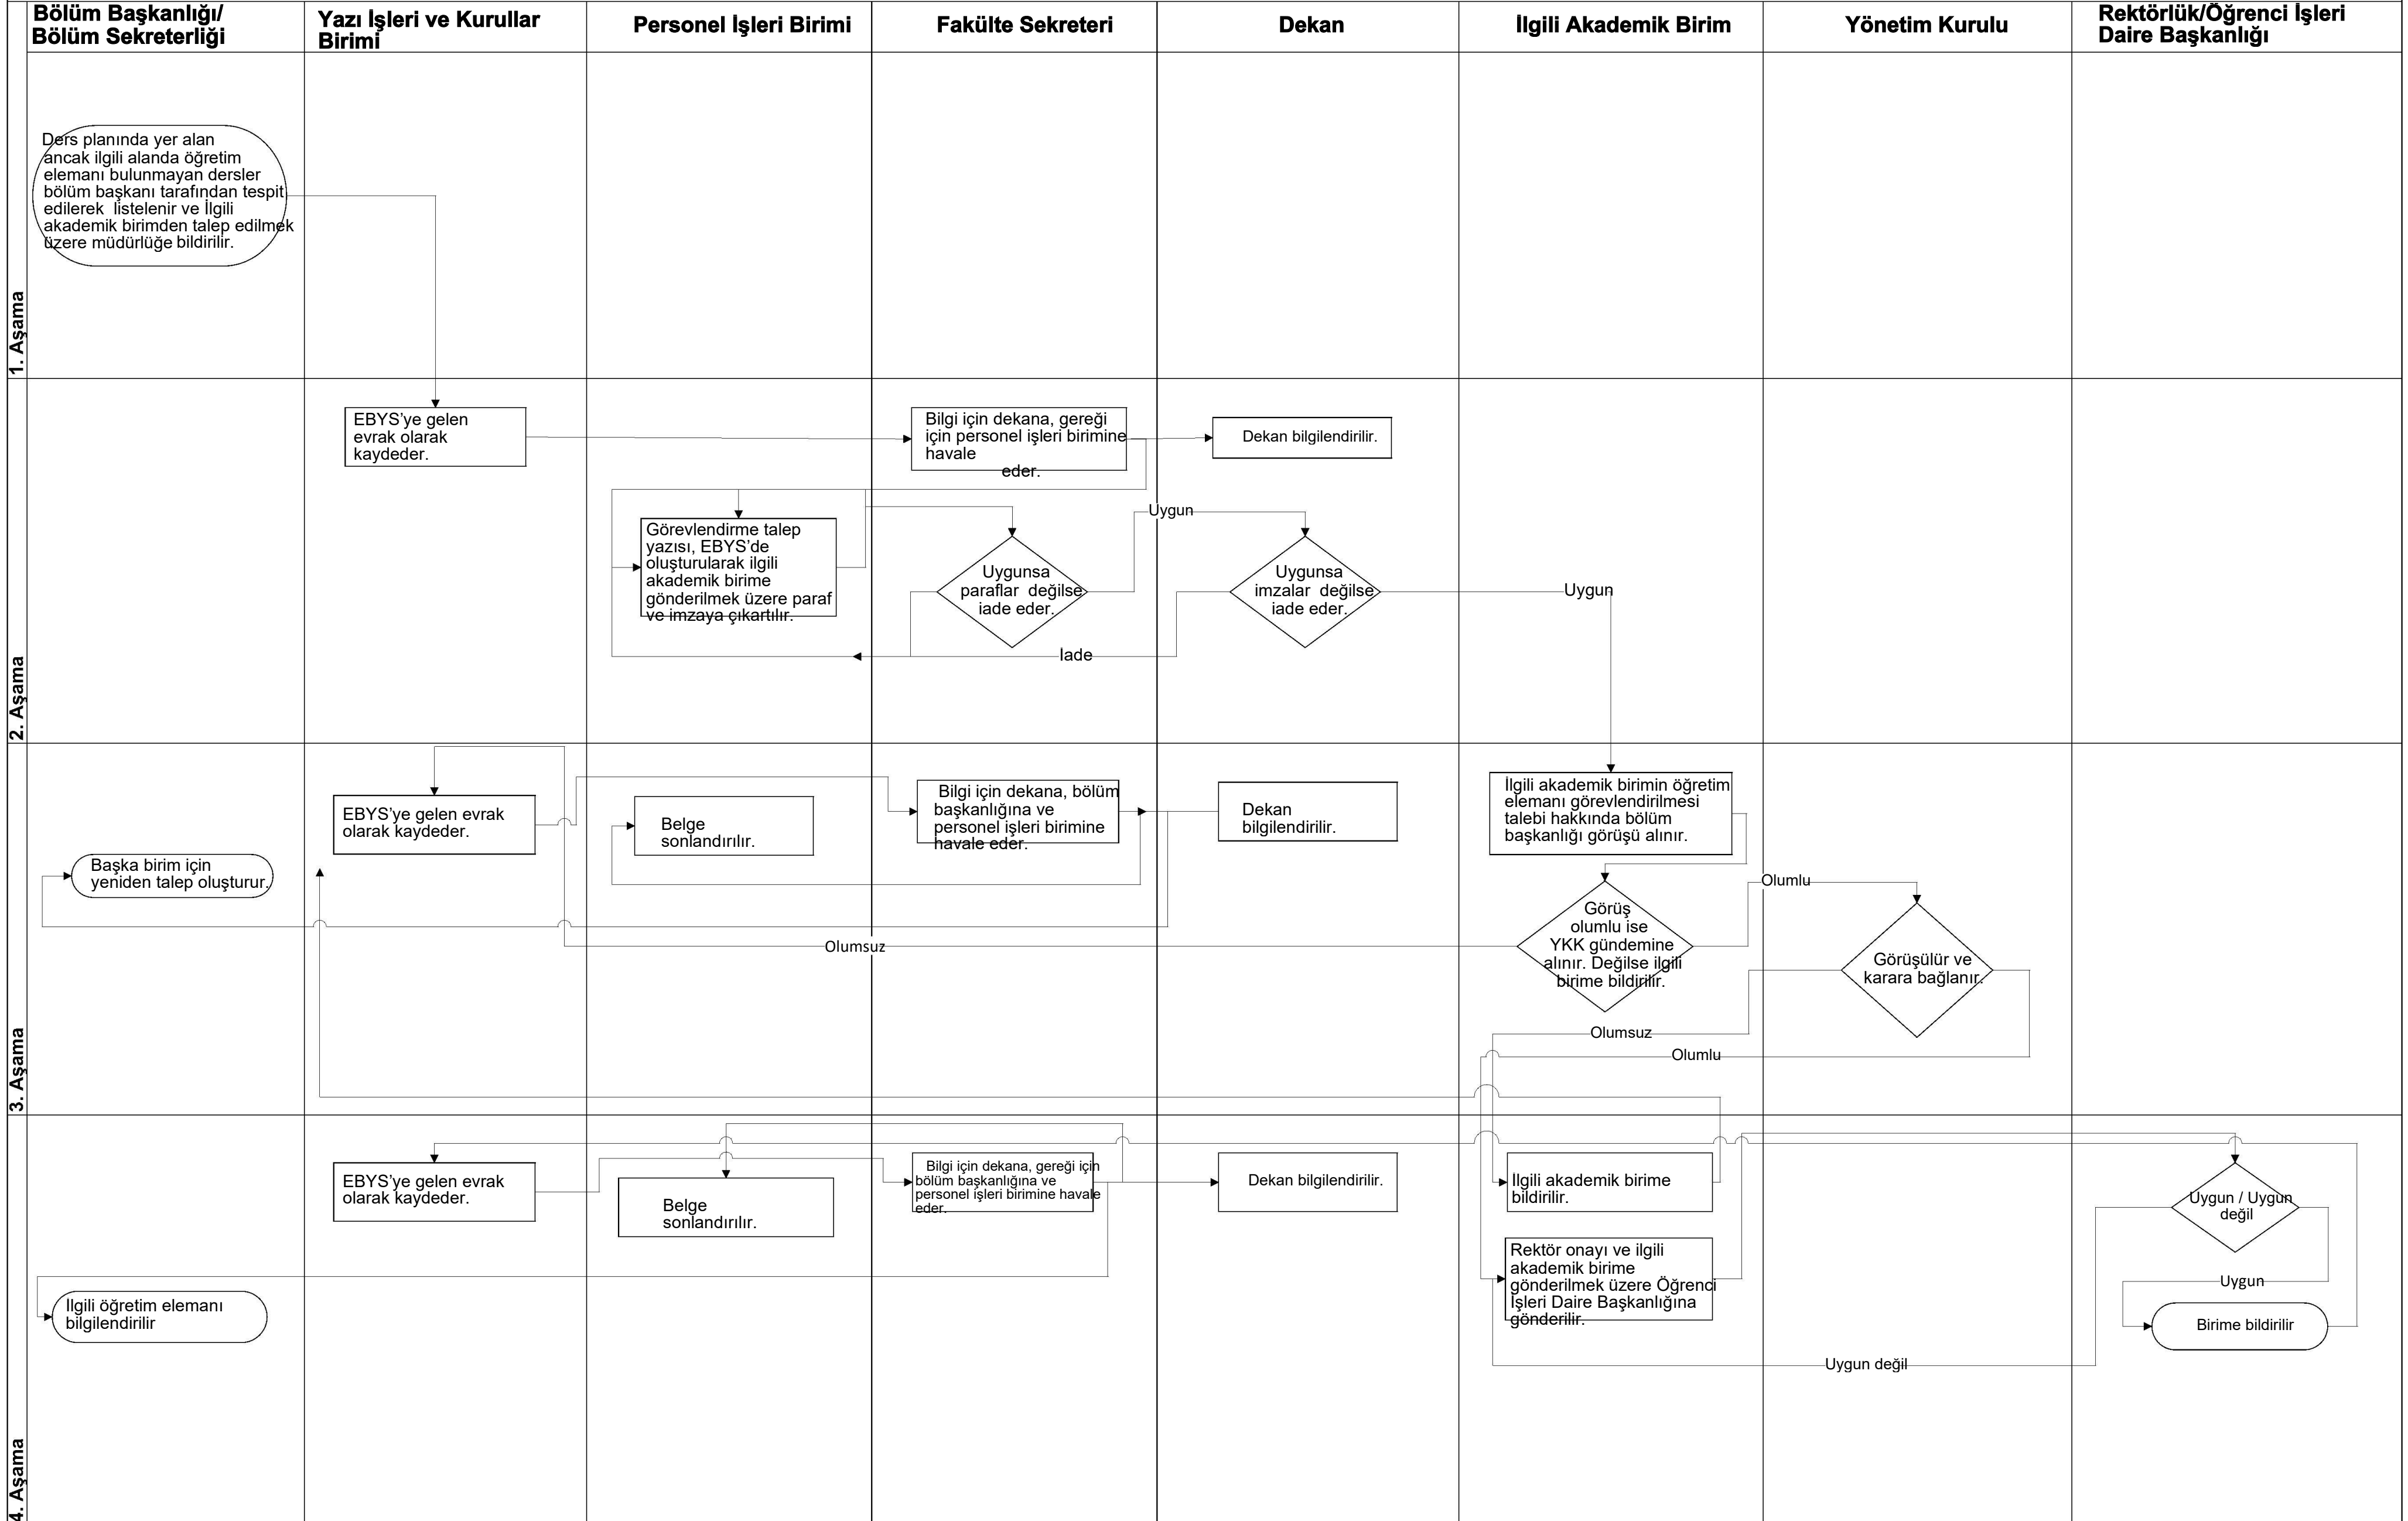 Bölüm Başkanlığı/
Bölüm Sekreterliği
Yazı İşleri ve Kurullar
Birimi
Personel İşleri Birimi
Fakülte Sekreteri
Dekan
İlgili Akademik Birim
Yönetim Kurulu
Rektörlük/Öğrenci İşleri
Daire Başkanlığı
1. Aşama
Ders planında yer alan
ancak ilgili alanda öğretim
elemanı bulunmayan dersler
bölüm başkanı tarafından tespit
edilerek listelenir ve İlgili
akademik birimden talep edilmek
üzere müdürlüğe bildirilir.
2. Aşama
EBYS’ye gelen
evrak olarak
kaydeder.
Bilgi için dekana, gereği
için personel işleri birimine
havale
eder.
Dekan bilgilendirilir.
Görevlendirme talep
yazısı, EBYS’de
oluşturularak ilgili
akademik birime
gönderilmek üzere paraf
ve imzaya çıkartılır.
Uygunsa
paraflar değilse
iade eder.
Uygun
Uygunsa
imzalar değilse
iade eder.
Uygun
İade
3. Aşama
EBYS’ye gelen evrak
olarak kaydeder.
Belge
sonlandırılır.
Bilgi için dekana, bölüm
başkanlığına ve
personel işleri birimine
havale eder.
Dekan
bilgilendirilir.
İlgili akademik birimin öğretim
elemanı görevlendirilmesi
talebi hakkında bölüm
başkanlığı görüşü alınır.
Başka birim için
yeniden talep oluşturur.
Olumlu
Görüş
olumlu ise
YKK gündemine
alınır. Değilse ilgili
birime bildirilir.
Olumsuz
Görüşülür ve
karara bağlanır.
Olumsuz
Olumlu
4. Aşama
EBYS’ye gelen evrak
olarak kaydeder.
Belge
sonlandırılır.
Bilgi için dekana, gereği için
bölüm başkanlığına ve
personel işleri birimine havale
eder.
Dekan bilgilendirilir.
İlgili akademik birime
bildirilir.
Uygun / Uygun
değil
Rektör onayı ve ilgili
akademik birime
gönderilmek üzere Öğrenci
İşleri Daire Başkanlığına
gönderilir.
Uygun
İlgili öğretim elemanı
bilgilendirilir
Birime bildirilir
Uygun değil